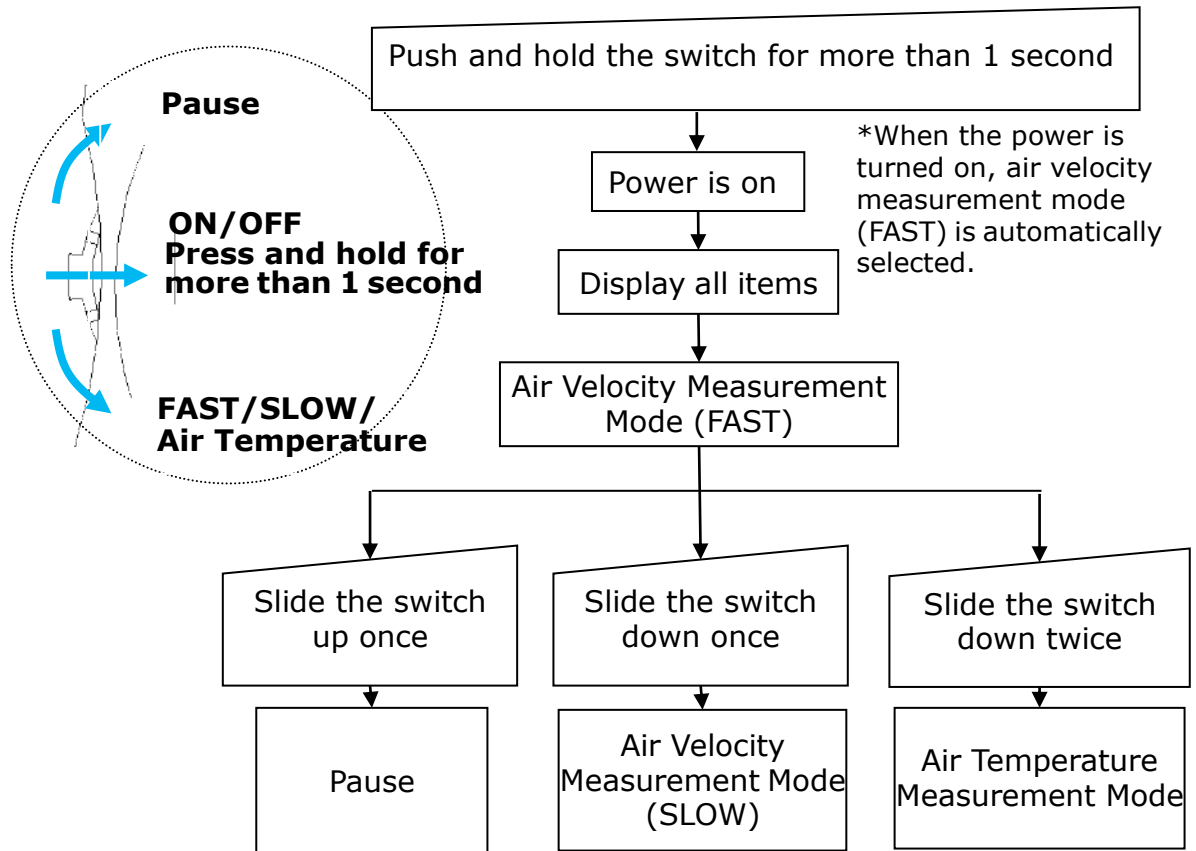 Push and hold the switch for more than 1 second
Pause
ON/OFF
Press and hold for
more than 1 second
FAST/SLOW/
Air Temperature
*When the power is
turned on, air velocity
measurement mode
(FAST) is automatically
selected.
Power is on
Display all items
Air Velocity Measurement
Mode (FAST)
Slide the switch
up once
Slide the switch
down once
Slide the switch
down twice
Pause
Air Velocity
Measurement Mode
(SLOW)
Air Temperature
Measurement Mode